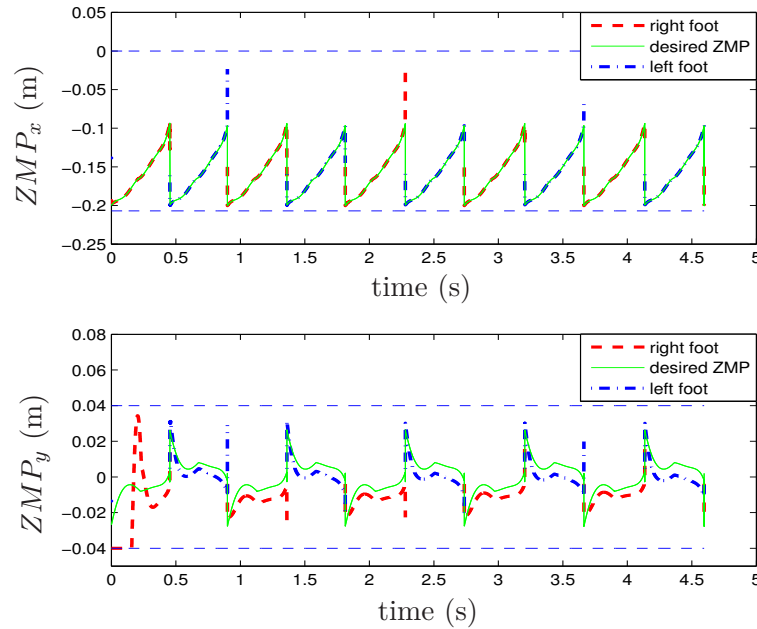 right foot
desired ZMP
left foot
ZMP_x (m)
0
−0.05
−0.1
−0.15
−0.2
−0.25
0 0.5 1 1.5 2 2.5 3 3.5 4 4.5 5
time (s)
right foot
desired ZMP
left foot
ZMP_y (m)
0.08
0.06
0.04
0.02
0
−0.02
−0.04
−0.06
0 0.5 1 1.5 2 2.5 3 3.5 4 4.5 5
time (s)